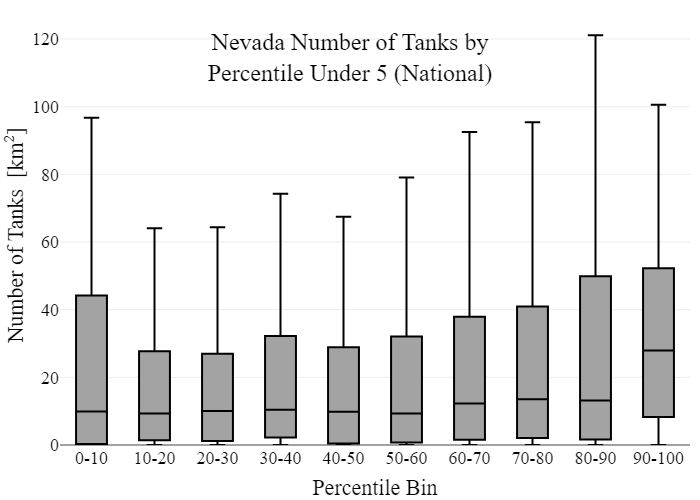 Nevada Number of Tanks by
Percentile Under 5 (National)
Number of Tanks [km²]
120
100
80
60
40
20
0
0-10 10-20 20-30 30-40 40-50 50-60 60-70 70-80 80-90 90-100
Percentile Bin